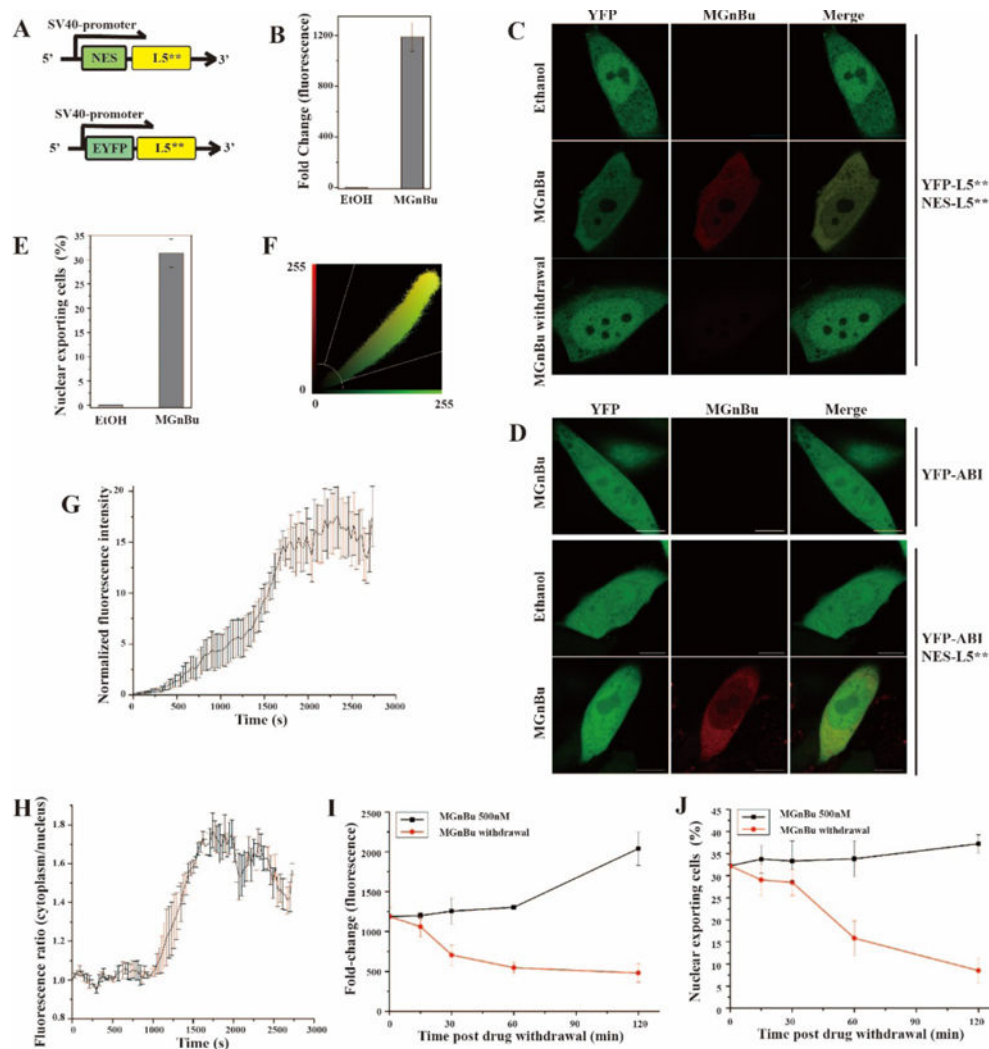 A
SV40-promoter
5’ NES L5** 3’
SV40-promoter
5’ EYFP L5** 3’
B
Fold Change (fluorescence)
1200
800
400
0
EtOH MGnBu
C
YFP MGnBu Merge
Ethanol
MGnBu
MGnBu withdrawal
YFP-L5**
NES-L5**
E
Nuclear exporting cells (%)
35
30
25
20
15
10
5
0
EtOH MGnBu
F
255
0
0 255
D
YFP MGnBu Merge
MGnBu
YFP-ABI
Ethanol
MGnBu
YFP-ABI
NES-L5**
G
Normalized fluorescence intensity
20
15
10
5
0
0 500 1000 1500 2000 2500 3000
Time (s)
H
Fluorescence ratio (cytoplasm/nucleus)
1.8
1.6
1.4
1.2
1.0
0.8
0 500 1000 1500 2000 2500 3000
Time (s)
I
MGnBu 500nM
MGnBu withdrawal
Fold-change (fluorescence)
2500
2000
1500
1250
500
0
0 30 60 90 120
Time post drug withdrawal (min)
J
MGnBu 500nM
MGnBu withdrawal
Nuclear exporting cells (%)
45
40
35
30
25
20
15
10
5
0
0 30 60 90 120
Time post drug withdrawal (min)